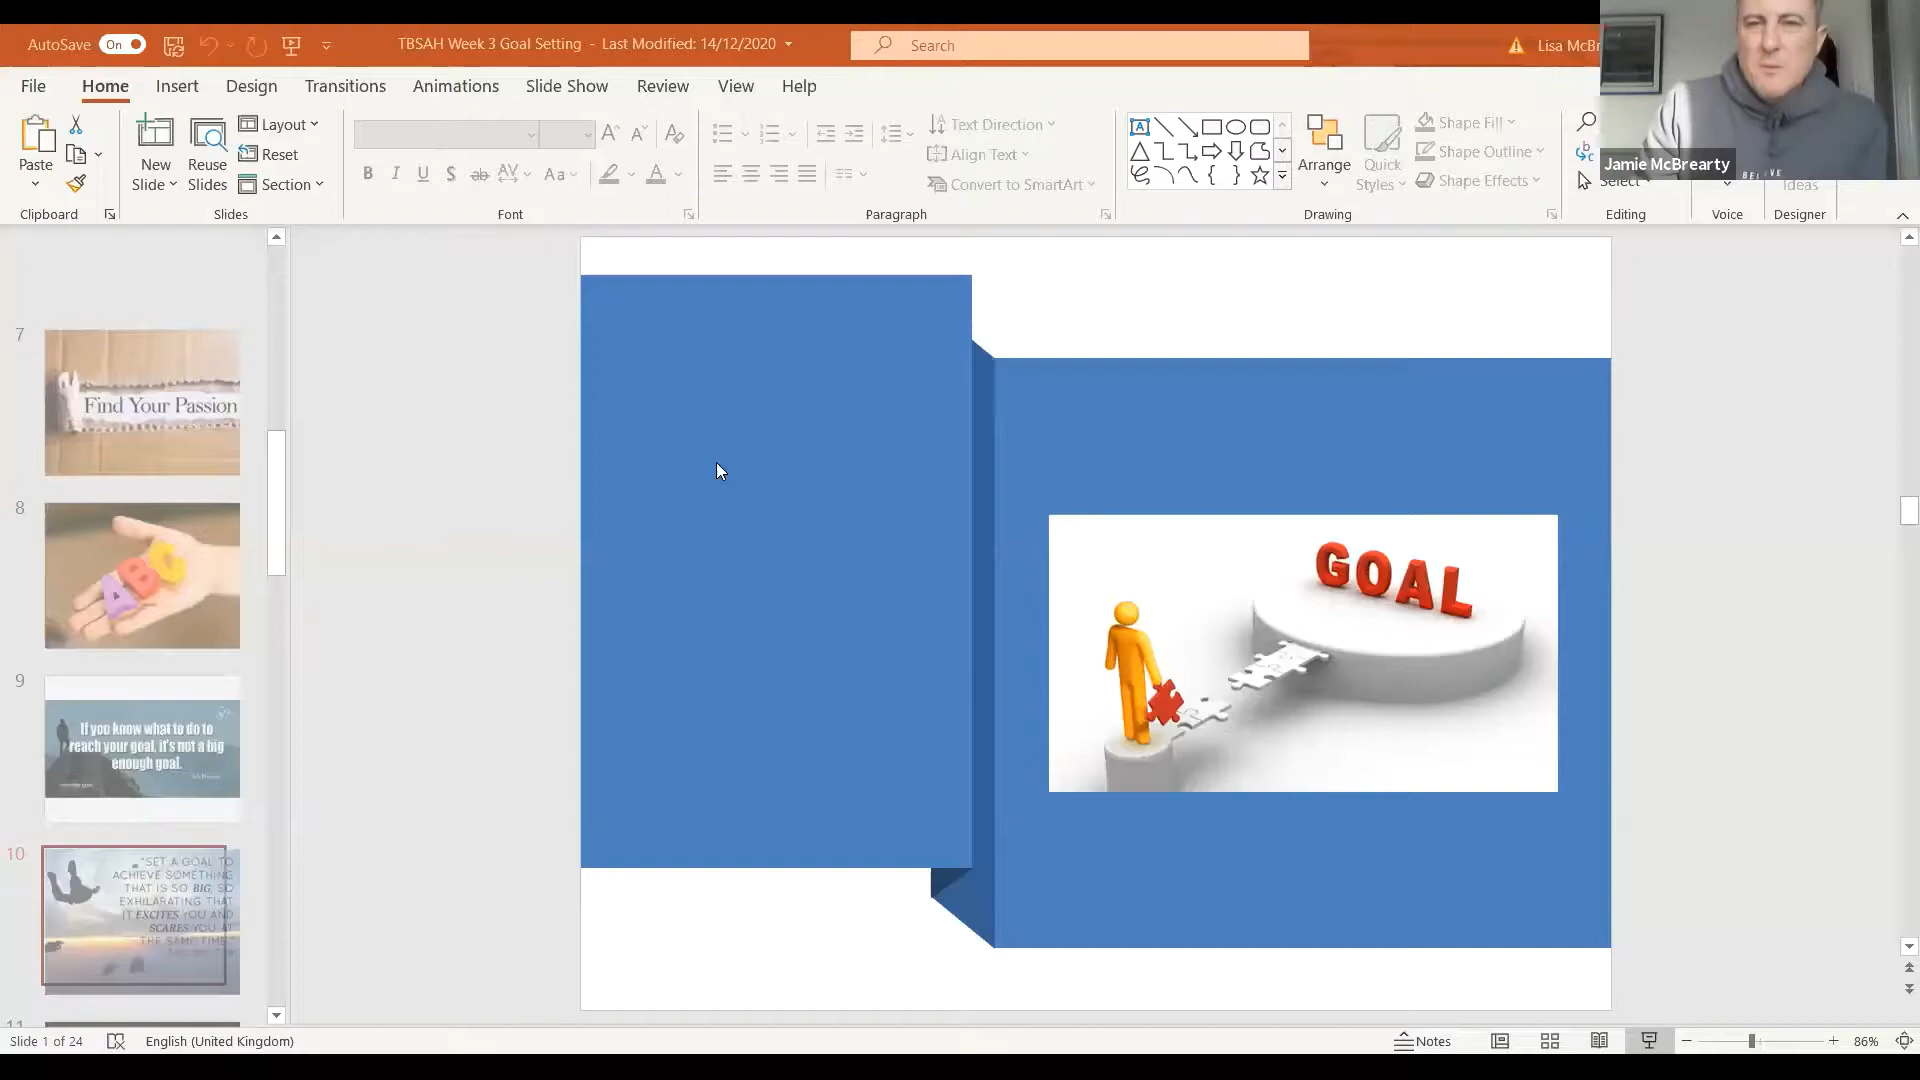 AutoSave On
TBSAH Week 3 Goal Setting - Last Modified: 14/12/2020
Search
Lisa McBr
File Home Insert Design Transitions Animations Slide Show Review View Help
Paste
New Slide
Reuse Slides
Layout
Reset
Section
B I U S ab AV Aa A
Text Direction
Align Text
Convert to SmartArt
Arrange
Quick Styles
Shape Fill
Shape Outline
Shape Effects
Select
Ideas
Jamie McBrearty
Clipboard Slides Font Paragraph Drawing Editing Voice Designer
7
Find Your Passion
8
A B C
9
If you know what to do to
reach your goal, it's not a big
enough goal.
10
"SET A GOAL TO
ACHIEVE SOMETHING
THAT IS SO BIG, SO
EXHILARATING THAT
IT EXCITES YOU AND
SCARES YOU AT
THE SAME TIME."
11
GOAL
Slide 1 of 24
English (United Kingdom)
Notes
86%